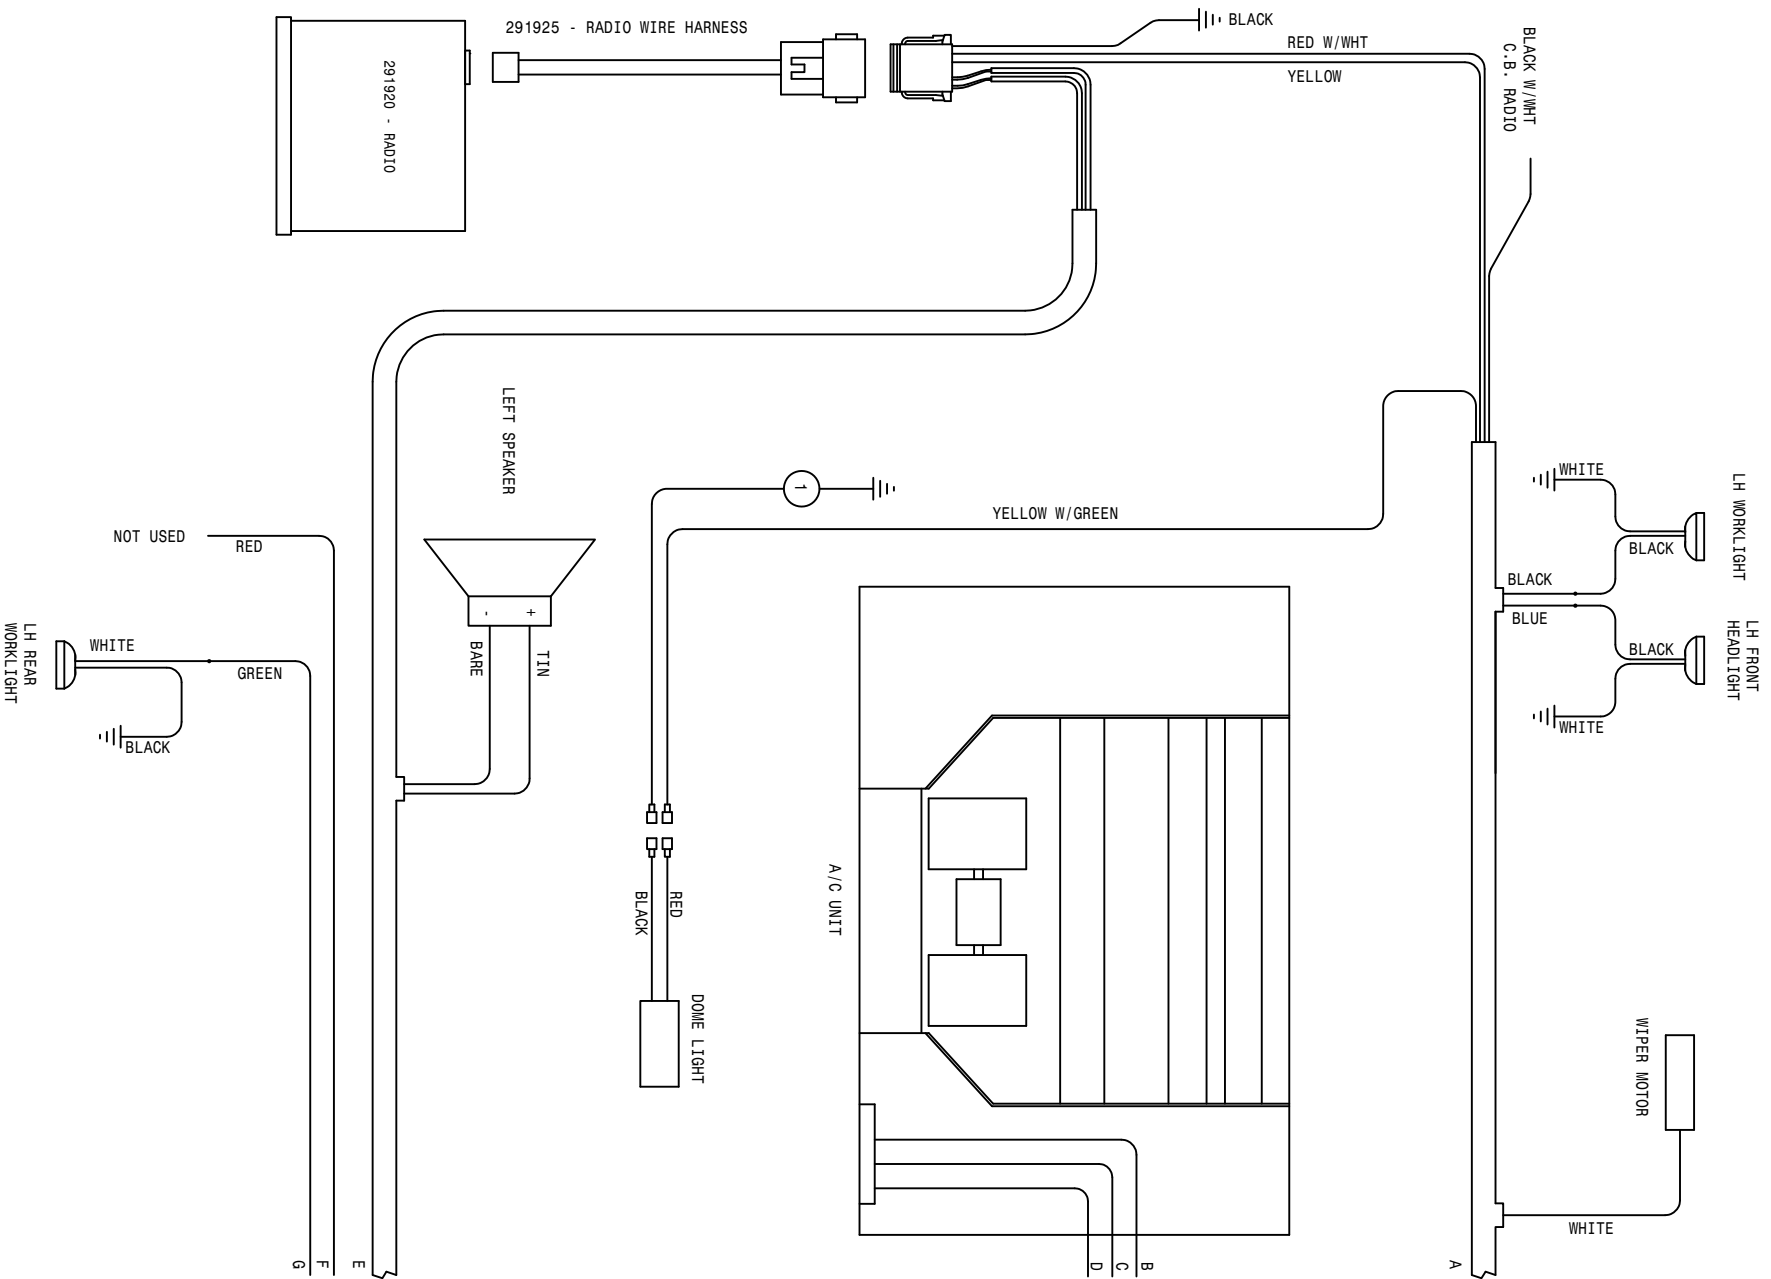 291925 - RADIO WIRE HARNESS
BLACK
RED W/WHT
YELLOW
BLACK W/WHT
C.B. RADIO
291920 - RADIO
LEFT SPEAKER
1
YELLOW W/GREEN
WHITE
LH WORKLIGHT
BLACK
BLACK
BLUE
BLACK
LH FRONT
HEADLIGHT
WHITE
NOT USED
RED
- +
BARE
TIN
WHITE
GREEN
LH REAR
WORKLIGHT
BLACK
A/C UNIT
RED
BLACK
DOME LIGHT
WIPER MOTOR
WHITE
G
F
E
D
C
B
A